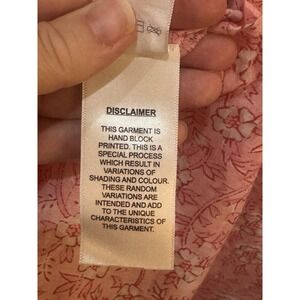 DISCLAIMER
THIS GARMENT IS
HAND BLOCK
PRINTED. THIS IS A
SPECIAL PROCESS
WHICH RESULT IN
VARIATIONS OF
SHADING AND COLOUR.
THESE RANDOM
VARIATIONS ARE
INTENDED AND ADD
TO THE UNIQUE
CHARACTERISTICS OF
THIS GARMENT.